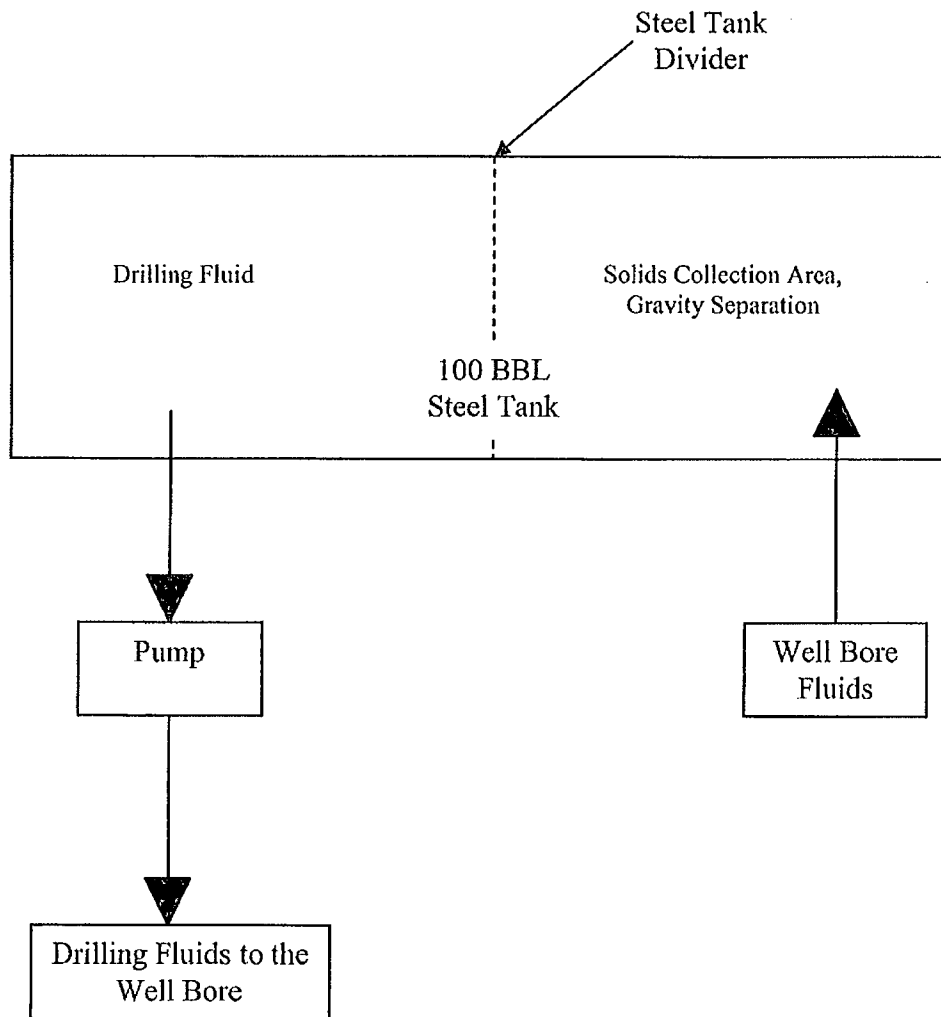 Steel Tank
Divider
Drilling Fluid
Solids Collection Area,
Gravity Separation
100 BBL
Steel Tank
Pump
Well Bore
Fluids
Drilling Fluids to the
Well Bore